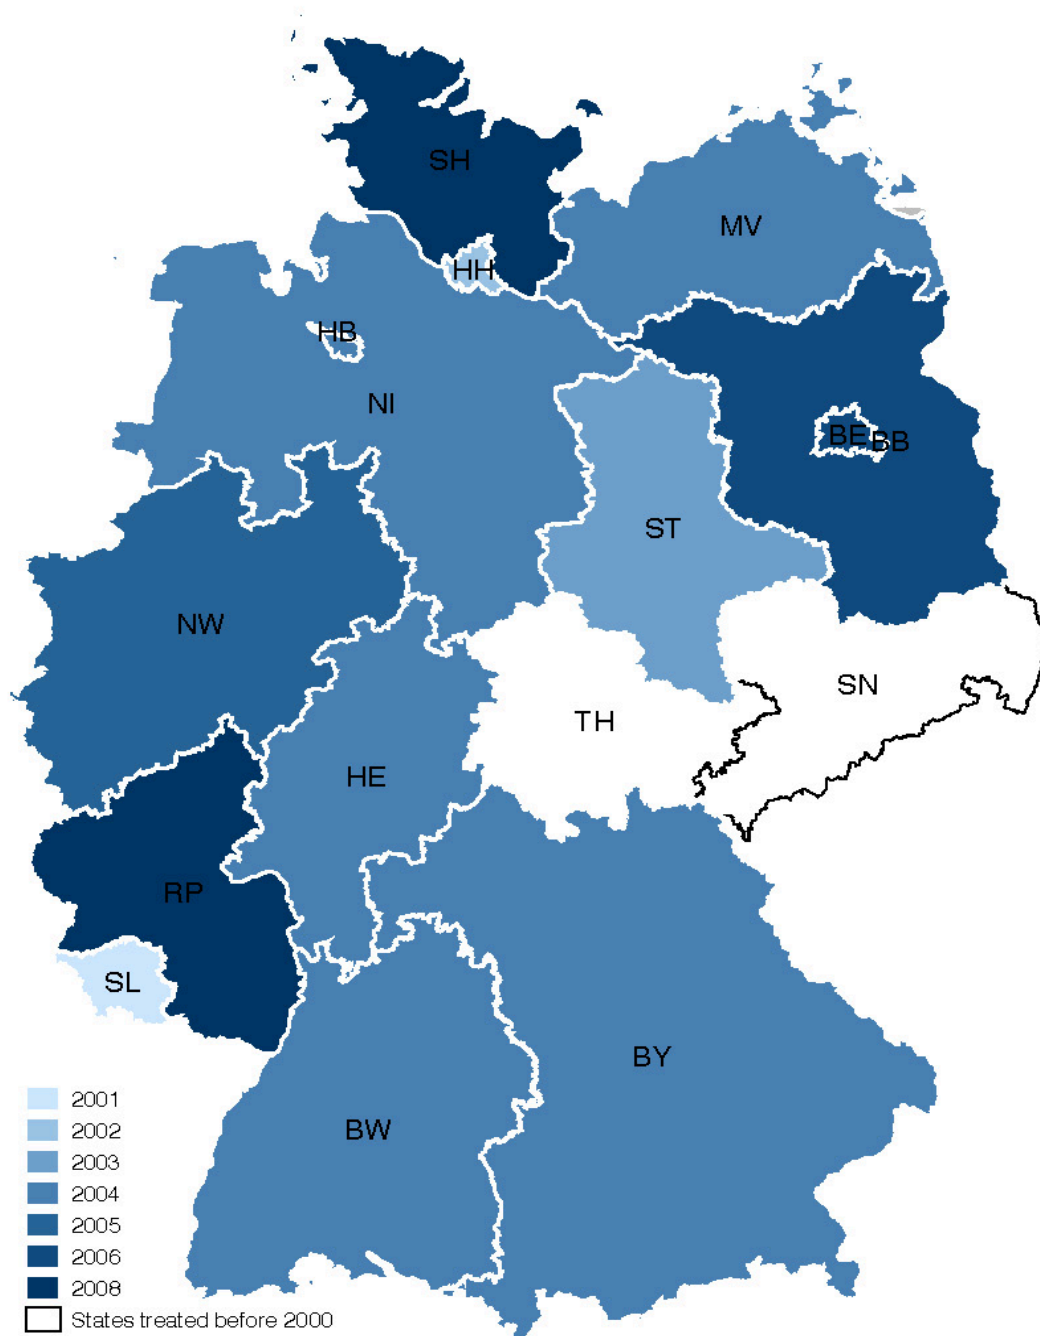 SH
MV
HH
HB
NI
BE
BB
ST
NW
SN
TH
HE
RP
SL
BY
BW
2001
2002
2003
2004
2005
2006
2008
States treated before 2000